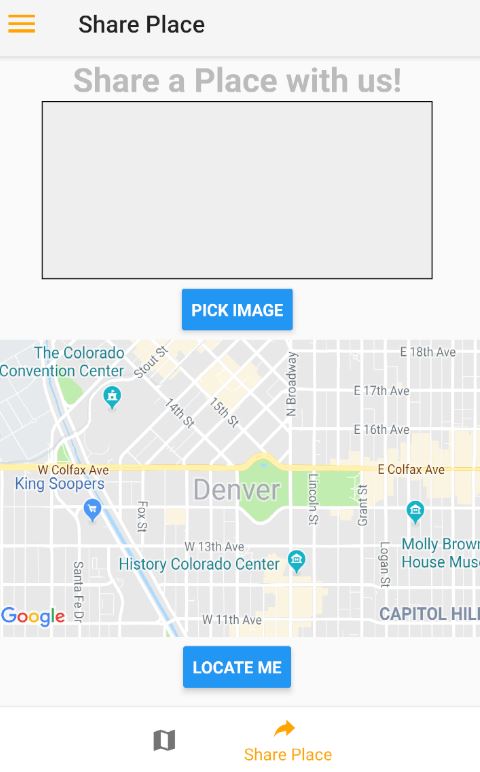 Share Place
Share a Place with us!
PICK IMAGE
The Colorado
Convention Center
Stout St
N Broadway
E 18th Ave
E 17th Ave
14th St
15th St
E 16th Ave
W Colfax Ave
E Colfax Ave
King Soopers
Denver
Lincoln St
Grant St
Fox St
W 13th Ave
Logan St
Molly Brown
House Muse
History Colorado Center
Santa Fe Dr
Google
W 11th Ave
CAPITOL HILL
LOCATE ME
Share Place